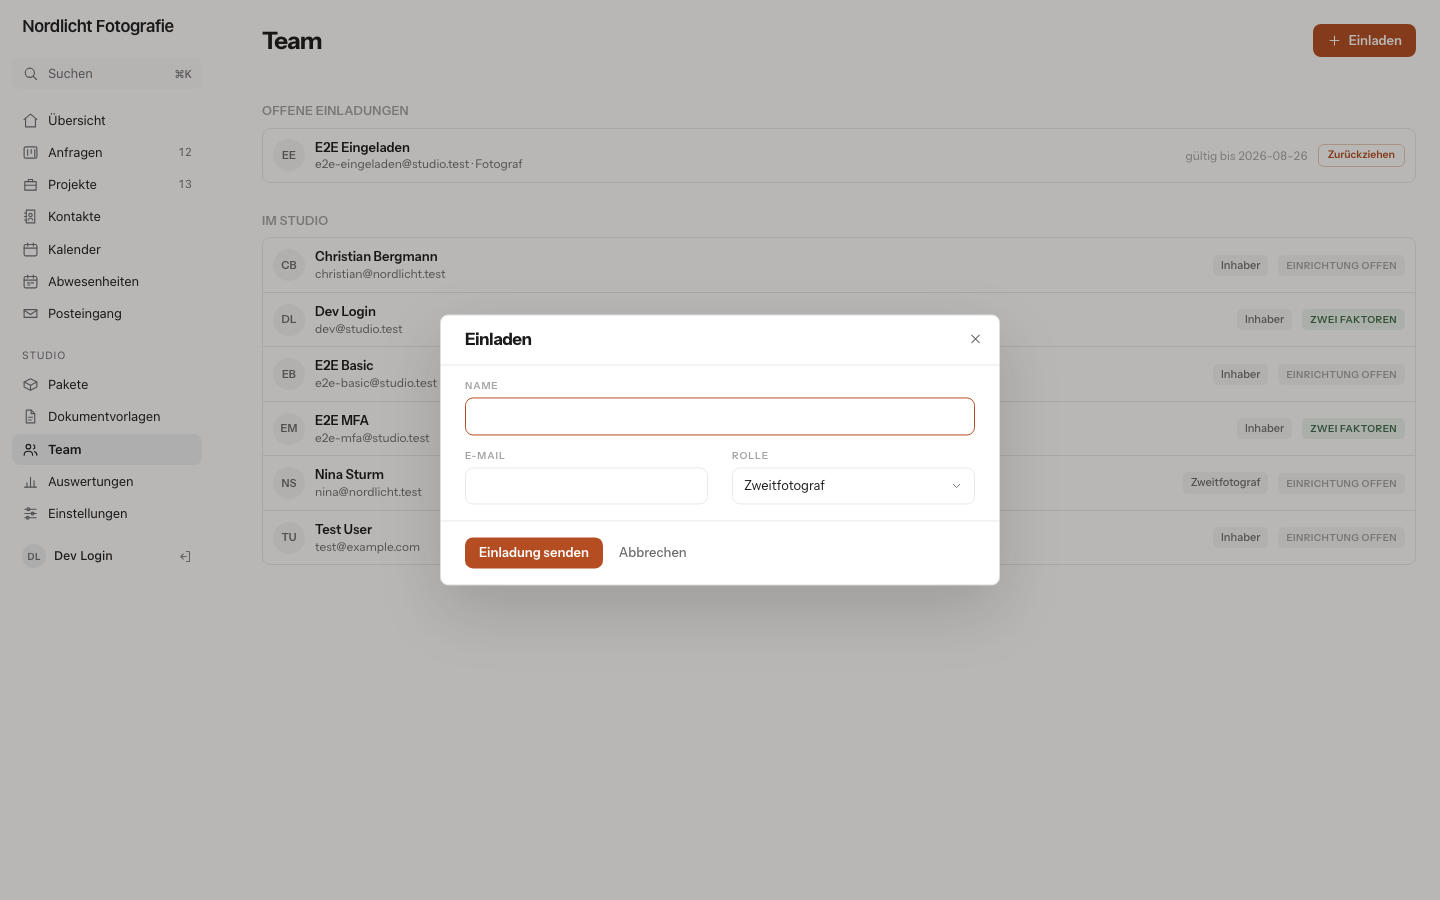 Nordlicht Fotografie
Suchen ⌘K
Übersicht
Anfragen 12
Projekte 13
Kontakte
Kalender
Abwesenheiten
Posteingang
STUDIO
Pakete
Dokumentvorlagen
Team
Auswertungen
Einstellungen
DL Dev Login
Team
+ Einladen
OFFENE EINLADUNGEN
EE E2E Eingeladen
e2e-eingeladen@studio.test · Fotograf
gültig bis 2026-08-26 Zurückziehen
IM STUDIO
CB Christian Bergmann
christian@nordlicht.test
Inhaber EINRICHTUNG OFFEN
DL Dev Login
dev@studio.test
Inhaber ZWEI FAKTOREN
EB E2E Basic
e2e-basic@studio.test
Inhaber EINRICHTUNG OFFEN
EM E2E MFA
e2e-mfa@studio.test
Inhaber ZWEI FAKTOREN
NS Nina Sturm
nina@nordlicht.test
Zweitfotograf EINRICHTUNG OFFEN
TU Test User
test@example.com
Inhaber EINRICHTUNG OFFEN
Einladen
NAME
E-MAIL ROLLE
Zweitfotograf
Einladung senden Abbrechen